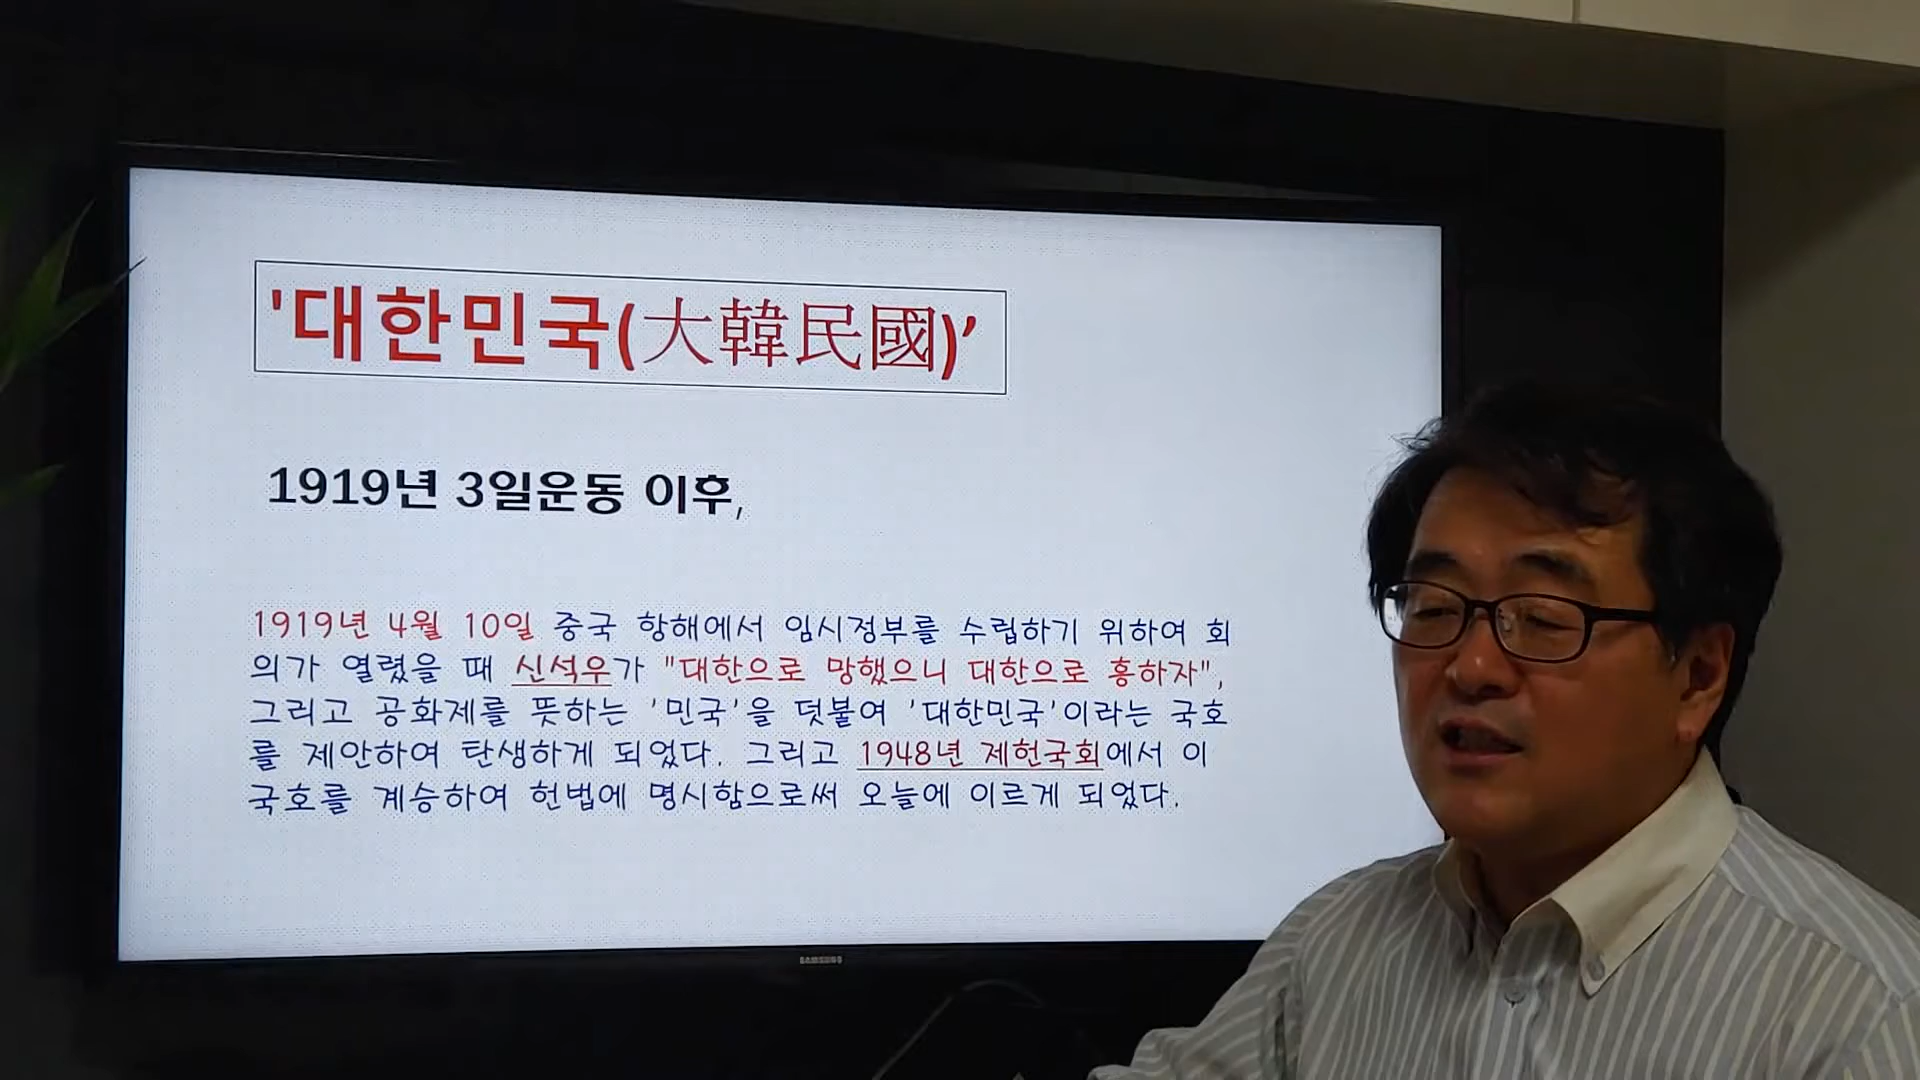 '대한민국(大韓民國)’
1919년 3일운동 이후,
1919년 4월 10일 중국 항해에서 임시정부를 수립하기 위하여 회
의가 열렸을 때 신석우가 "대한으로 망했으니 대한으로 흥하자",
그리고 공화제를 뜻하는 '민국'을 덧붙여 '대한민국'이라는 국호
를 제안하여 탄생하게 되었다. 그리고 1948년 제헌국회에서 이
국호를 계승하여 헌법에 명시함으로써 오늘에 이르게 되었다.
SAMSUNG